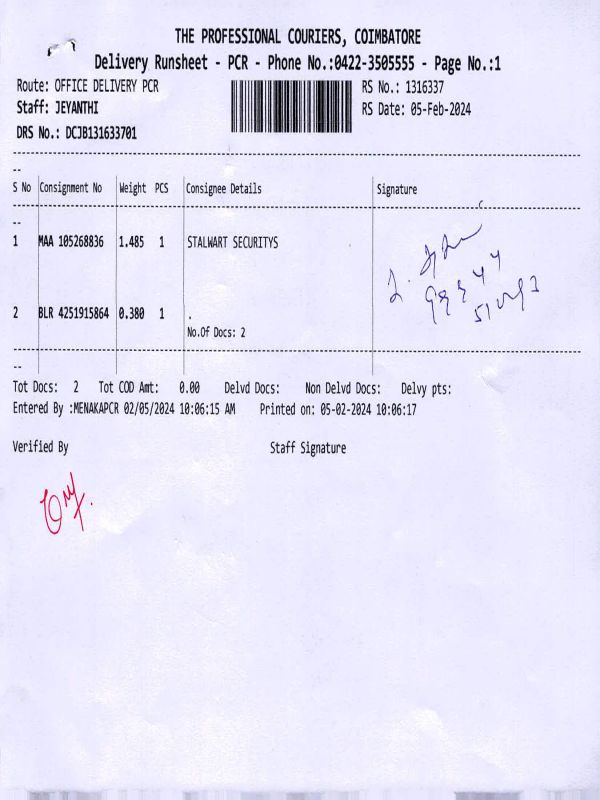 THE PROFESSIONAL COURIERS, COIMBATORE
Delivery Runsheet - PCR - Phone No.:0422-3505555 - Page No.:1
Route: OFFICE DELIVERY PCR
RS No.: 1316337
Staff: JEYANTHI
RS Date: 05-Feb-2024
DRS No.: DCJB131633701
--
S No Consignment No Weight PCS Consignee Details Signature
--
1 MAA 105268836 1.485 1 STALWART SECURITYS
2 BLR 4251915864 0.380 1 .
No.Of Docs: 2
--
Tot Docs: 2 Tot COD Amt: 0.00 Delvd Docs: Non Delvd Docs: Delvy pts:
Entered By :MENAKAPCR 02/05/2024 10:06:15 AM Printed on: 05-02-2024 10:06:17
Verified By Staff Signature